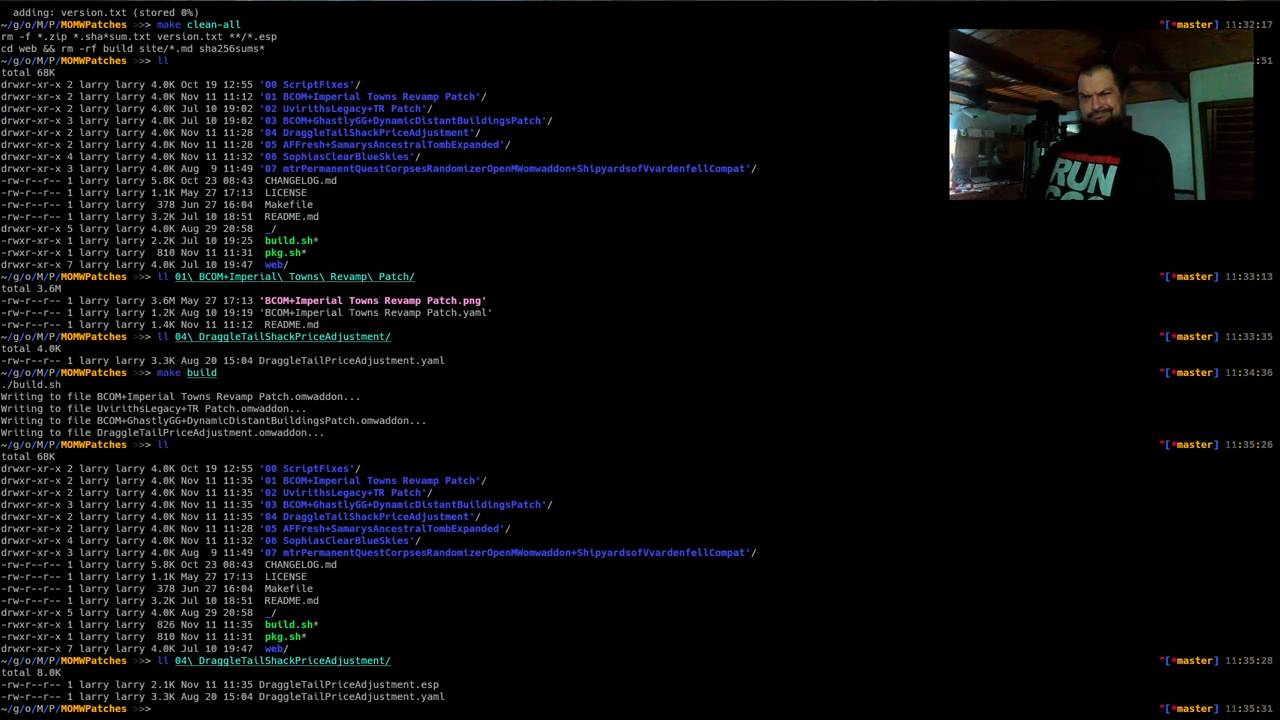 adding: version.txt (stored 0%)
~/g/o/M/P/MOMWPatches >>> make clean-all ^[*master] 11:32:17
rm -f *.zip *.sha*sum.txt version.txt **/*.esp
cd web && rm -rf build site/*.md sha256sums*
~/g/o/M/P/MOMWPatches >>> ll :51
total 68K
drwxr-xr-x 2 larry larry 4.0K Oct 19 12:55 '00 ScriptFixes'/
drwxr-xr-x 2 larry larry 4.0K Nov 11 11:12 '01 BCOM+Imperial Towns Revamp Patch'/
drwxr-xr-x 2 larry larry 4.0K Jul 10 19:02 '02 UvirithsLegacy+TR Patch'/
drwxr-xr-x 3 larry larry 4.0K Jul 10 19:02 '03 BCOM+GhastlyGG+DynamicDistantBuildingsPatch'/
drwxr-xr-x 2 larry larry 4.0K Nov 11 11:28 '04 DraggleTailShackPriceAdjustment'/
drwxr-xr-x 2 larry larry 4.0K Nov 11 11:28 '05 AFFresh+SamarysAncestralTombExpanded'/
drwxr-xr-x 4 larry larry 4.0K Nov 11 11:32 '06 SophiasClearBlueSkies'/
drwxr-xr-x 3 larry larry 4.0K Aug  9 11:49 '07 mtrPermanentQuestCorpsesRandomizerOpenMWomwaddon+ShipyardsofVvardenfellCompat'/
-rw-r--r-- 1 larry larry 5.8K Oct 23 08:43 CHANGELOG.md
-rw-r--r-- 1 larry larry 1.1K May 27 17:13 LICENSE
-rw-r--r-- 1 larry larry  378 Jun 27 16:04 Makefile
-rw-r--r-- 1 larry larry 3.2K Jul 10 18:51 README.md
drwxr-xr-x 5 larry larry 4.0K Aug 29 20:58 _/
-rwxr-xr-x 1 larry larry 2.2K Jul 10 19:25 build.sh*
-rwxr-xr-x 1 larry larry  810 Nov 11 11:31 pkg.sh*
drwxr-xr-x 7 larry larry 4.0K Jul 10 19:47 web/
~/g/o/M/P/MOMWPatches >>> ll 01\ BCOM+Imperial\ Towns\ Revamp\ Patch/ ^[*master] 11:33:13
total 3.6M
-rw-r--r-- 1 larry larry 3.6M May 27 17:13 'BCOM+Imperial Towns Revamp Patch.png'
-rw-r--r-- 1 larry larry 1.2K Aug 10 19:19 'BCOM+Imperial Towns Revamp Patch.yaml'
-rw-r--r-- 1 larry larry 1.4K Nov 11 11:12 README.md
~/g/o/M/P/MOMWPatches >>> ll 04\ DraggleTailShackPriceAdjustment/ ^[*master] 11:33:35
total 4.0K
-rw-r--r-- 1 larry larry 3.3K Aug 20 15:04 DraggleTailPriceAdjustment.yaml
~/g/o/M/P/MOMWPatches >>> make build ^[*master] 11:34:36
./build.sh
Writing to file BCOM+Imperial Towns Revamp Patch.omwaddon...
Writing to file UvirithsLegacy+TR Patch.omwaddon...
Writing to file BCOM+GhastlyGG+DynamicDistantBuildingsPatch.omwaddon...
Writing to file DraggleTailPriceAdjustment.omwaddon...
~/g/o/M/P/MOMWPatches >>> ll ^[*master] 11:35:26
total 68K
drwxr-xr-x 2 larry larry 4.0K Oct 19 12:55 '00 ScriptFixes'/
drwxr-xr-x 2 larry larry 4.0K Nov 11 11:35 '01 BCOM+Imperial Towns Revamp Patch'/
drwxr-xr-x 2 larry larry 4.0K Nov 11 11:35 '02 UvirithsLegacy+TR Patch'/
drwxr-xr-x 3 larry larry 4.0K Nov 11 11:35 '03 BCOM+GhastlyGG+DynamicDistantBuildingsPatch'/
drwxr-xr-x 2 larry larry 4.0K Nov 11 11:35 '04 DraggleTailShackPriceAdjustment'/
drwxr-xr-x 2 larry larry 4.0K Nov 11 11:28 '05 AFFresh+SamarysAncestralTombExpanded'/
drwxr-xr-x 4 larry larry 4.0K Nov 11 11:32 '06 SophiasClearBlueSkies'/
drwxr-xr-x 3 larry larry 4.0K Aug  9 11:49 '07 mtrPermanentQuestCorpsesRandomizerOpenMWomwaddon+ShipyardsofVvardenfellCompat'/
-rw-r--r-- 1 larry larry 5.8K Oct 23 08:43 CHANGELOG.md
-rw-r--r-- 1 larry larry 1.1K May 27 17:13 LICENSE
-rw-r--r-- 1 larry larry  378 Jun 27 16:04 Makefile
-rw-r--r-- 1 larry larry 3.2K Jul 10 18:51 README.md
drwxr-xr-x 5 larry larry 4.0K Aug 29 20:58 _/
-rwxr-xr-x 1 larry larry  826 Nov 11 11:35 build.sh*
-rwxr-xr-x 1 larry larry  810 Nov 11 11:31 pkg.sh*
drwxr-xr-x 7 larry larry 4.0K Jul 10 19:47 web/
~/g/o/M/P/MOMWPatches >>> ll 04\ DraggleTailShackPriceAdjustment/ ^[*master] 11:35:28
total 8.0K
-rw-r--r-- 1 larry larry 2.1K Nov 11 11:35 DraggleTailPriceAdjustment.esp
-rw-r--r-- 1 larry larry 3.3K Aug 20 15:04 DraggleTailPriceAdjustment.yaml
~/g/o/M/P/MOMWPatches >>> ^[*master] 11:35:31
RUN